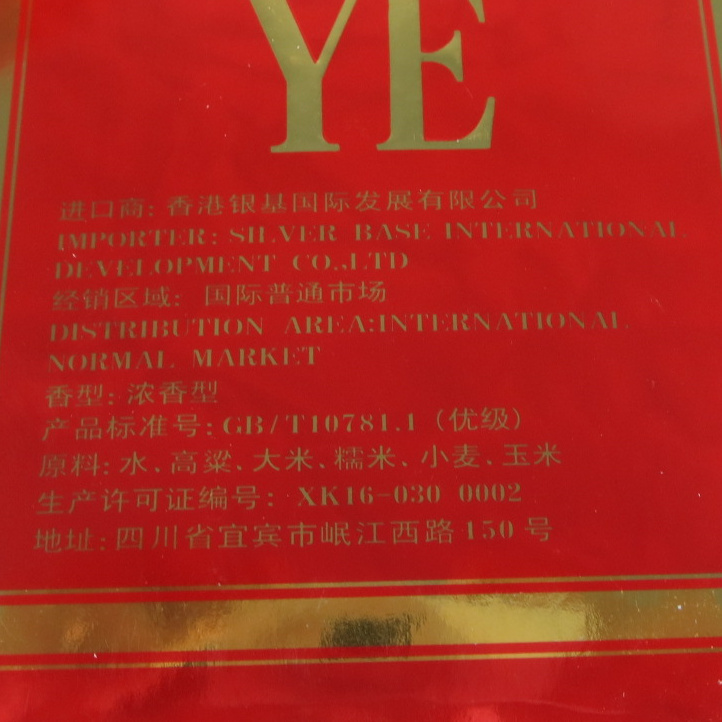 YE
进口商: 香港银基国际发展有限公司
IMPORTER: SILVER BASE INTERNATIONAL
DEVELOPMENT CO.,LTD
经销区域: 国际普通市场
DISTRIBUTION AREA:INTERNATIONAL
NORMAL MARKET
香型: 浓香型
产品标准号: GB/T10781.1 (优级)
原料: 水、高粱、大米、糯米、小麦、玉米
生产许可证编号: XK16-030 0002
地址: 四川省宜宾市岷江西路150号